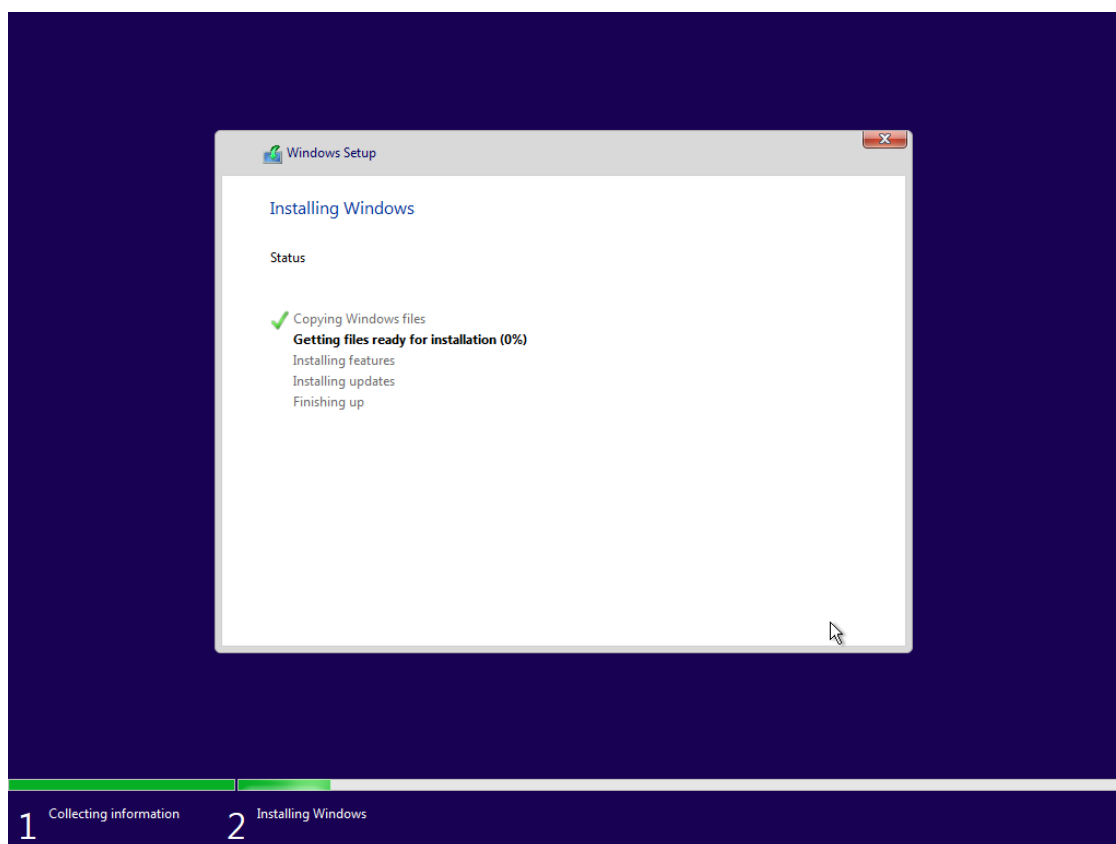 Windows Setup
Installing Windows
Status
Copying Windows files
Getting files ready for installation (0%)
Installing features
Installing updates
Finishing up
1 Collecting information 2 Installing Windows